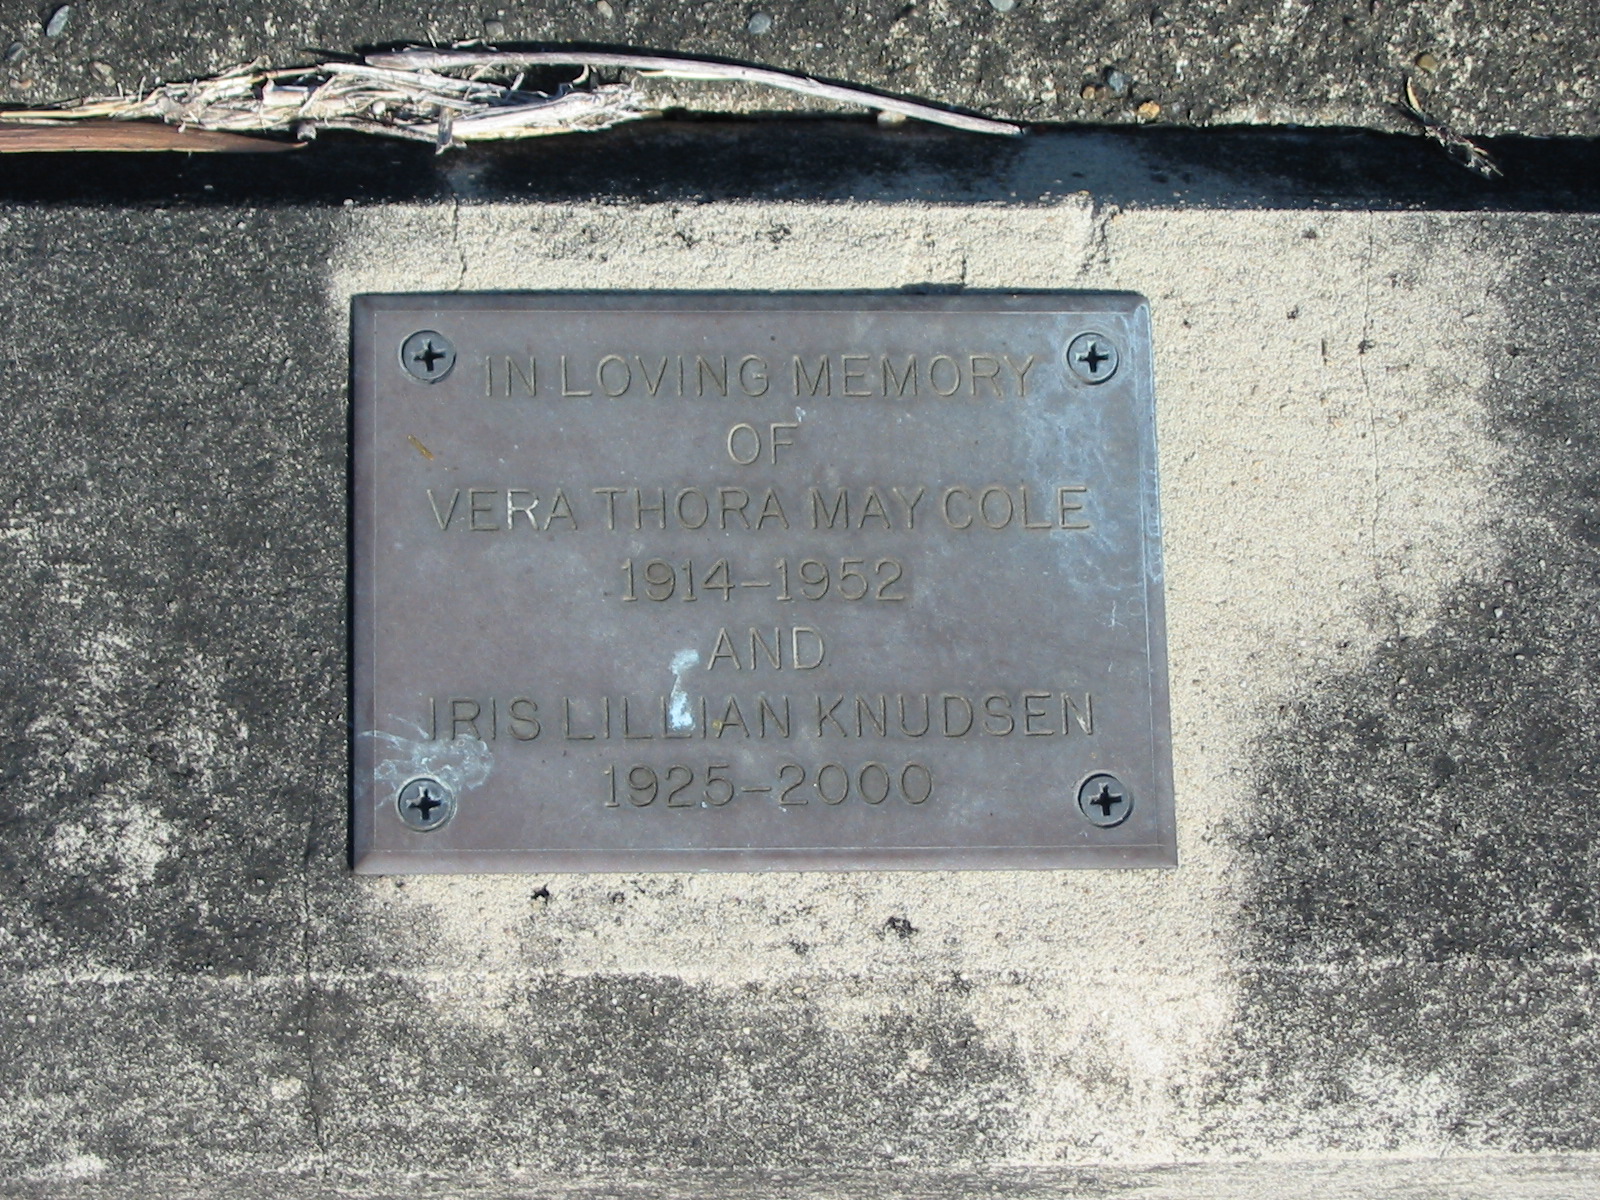 IN LOVING MEMORY
OF
VERA THORA MAY COLE
1914-1952
AND
IRIS LILLIAN KNUDSEN
1925-2000